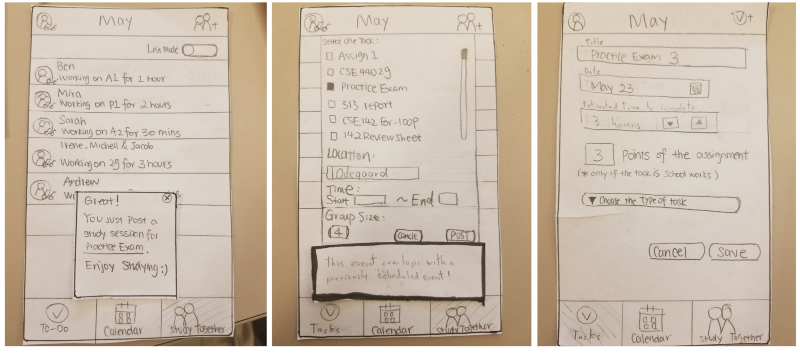 May
List Mode
Ben
Working on A1 for 1 hour
Mira
Working on P1 for 2 hours
Sarah
Working on A2 for 30 mins
Irene, Michell & Jacob
Working on 29 for 3 hours
Andrew
Great!
You Just Post a
study session for
Practice Exam.
Enjoy Studying:)
To-Do
Calendar
Study Together
May
+
Select one Task:
Assign 1
CSE 440 29
Practice Exam
313 report
CSE142 For-loop
142 Review sheet
Location:
Odegaard
Time:
Start ~ End
Group Size:
4
Cancle
POST
This event overlaps with a
previously scheduled event!
Tasks
Calendar
Study Together
May
+
Title
Practice Exam 3
Date
May 23
Estimated Time to complete
3 hours
3 Points of the assignment
(* only if the task is school works)
▼ Choose the Type of task
Cancel
Save
Tasks
Calendar
Study Together